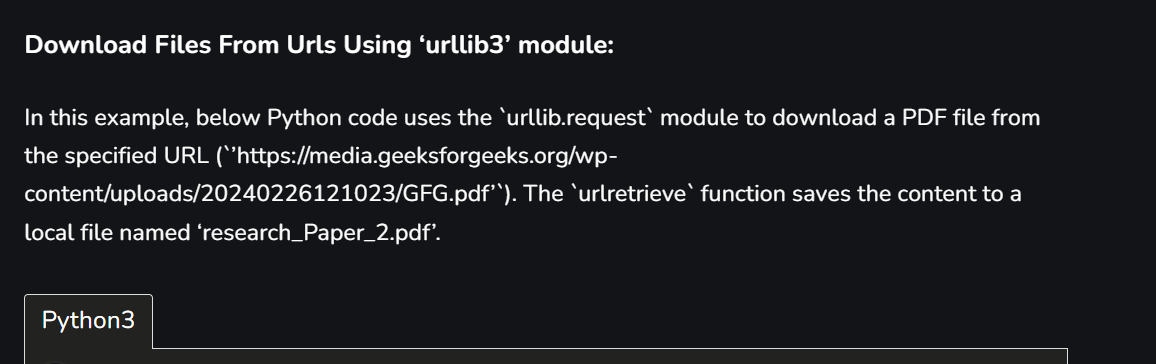 Download Files From Urls Using ‘urllib3’ module:
In this example, below Python code uses the `urllib.request` module to download a PDF file from
the specified URL (`’https://media.geeksforgeeks.org/wp-
content/uploads/20240226121023/GFG.pdf’`). The `urlretrieve` function saves the content to a
local file named ‘research_Paper_2.pdf’.
Python3